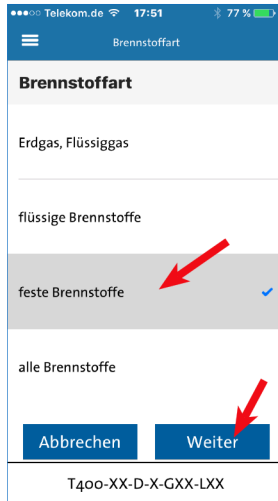 Telekom.de 17:51 77 %
Brennstoffart
Brennstoffart
Erdgas, Flüssiggas
flüssige Brennstoffe
feste Brennstoffe
alle Brennstoffe
Abbrechen Weiter
T400-XX-D-X-GXX-LXX